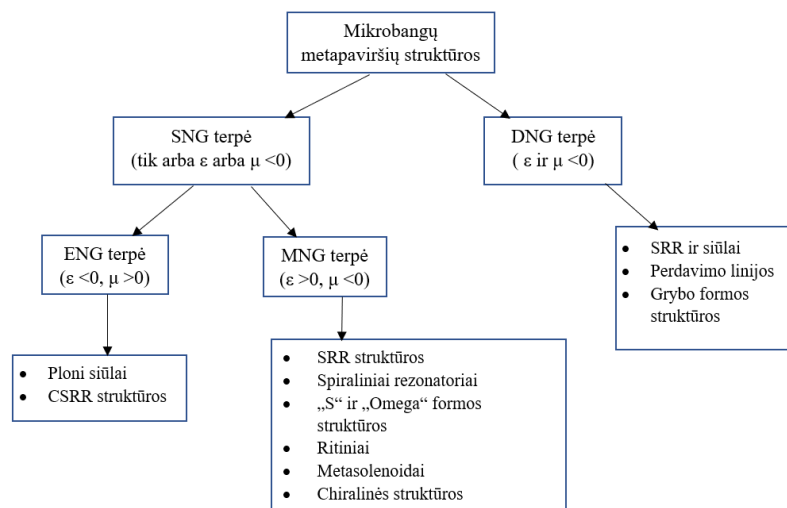 Mikrobangų
metapaviršių struktūros
SNG terpė
(tik arba ε arba μ <0)
DNG terpė
( ε ir μ <0)
ENG terpė
(ε <0, μ >0)
MNG terpė
(ε >0, μ <0)
• SRR ir siūlai
• Perdavimo linijos
• Grybo formos
struktūros
• Ploni siūlai
• CSRR struktūros
• SRR struktūros
• Spiraliniai rezonatoriai
• „S“ ir „Omega“ formos
struktūros
• Ritiniai
• Metasolenoidai
• Chiralinės struktūros